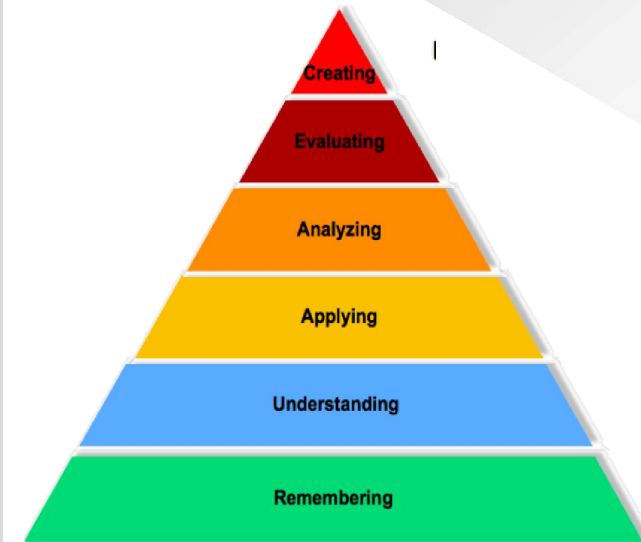 Creating
Evaluating
Analyzing
Applying
Understanding
Remembering